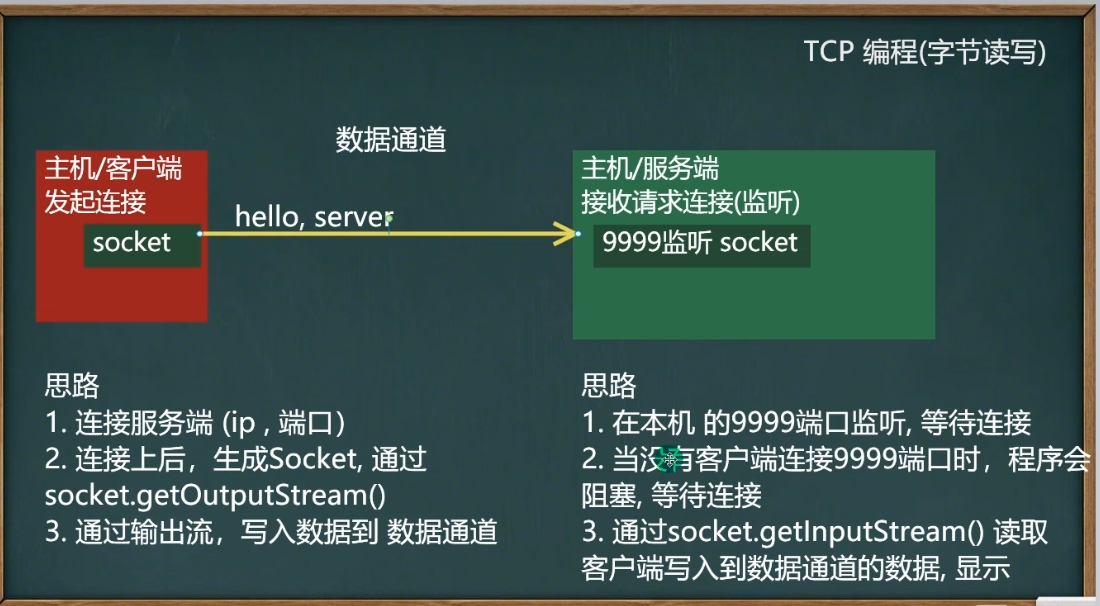 TCP 编程(字节读写)
数据通道
主机/客户端
发起连接
socket
hello, server
主机/服务端
接收请求连接(监听)
9999监听 socket
思路
1. 连接服务端 (ip , 端口)
2. 连接上后，生成Socket, 通过
socket.getOutputStream()
3. 通过输出流，写入数据到 数据通道
思路
1. 在本机 的9999端口监听, 等待连接
2. 当没有客户端连接9999端口时，程序会
阻塞, 等待连接
3. 通过socket.getInputStream() 读取
客户端写入到数据通道的数据, 显示